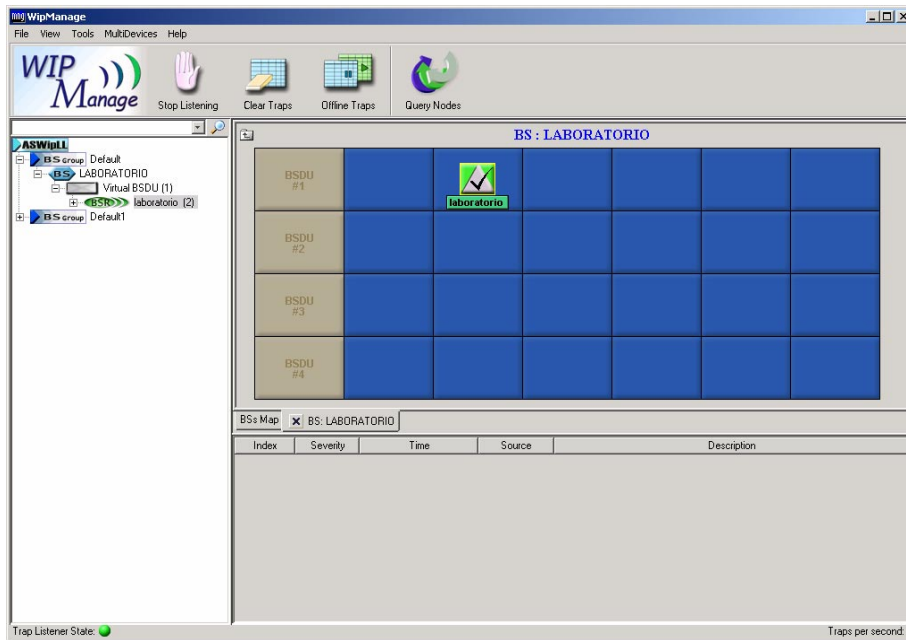 WipManage
File View Tools MultiDevices Help
WIP Manage
Stop Listening
Clear Traps
Offline Traps
Query Nodes
ASWipLL
BS Group Default
BS LABORATORIO
Virtual BSDU (1)
BSR laboratorio (2)
BS Group Default1
BS : LABORATORIO
BSDU #1
laboratorio
BSDU #2
BSDU #3
BSDU #4
BSs Map
BS: LABORATORIO
Index Severity Time Source Description
Trap Listener State:
Traps per second: